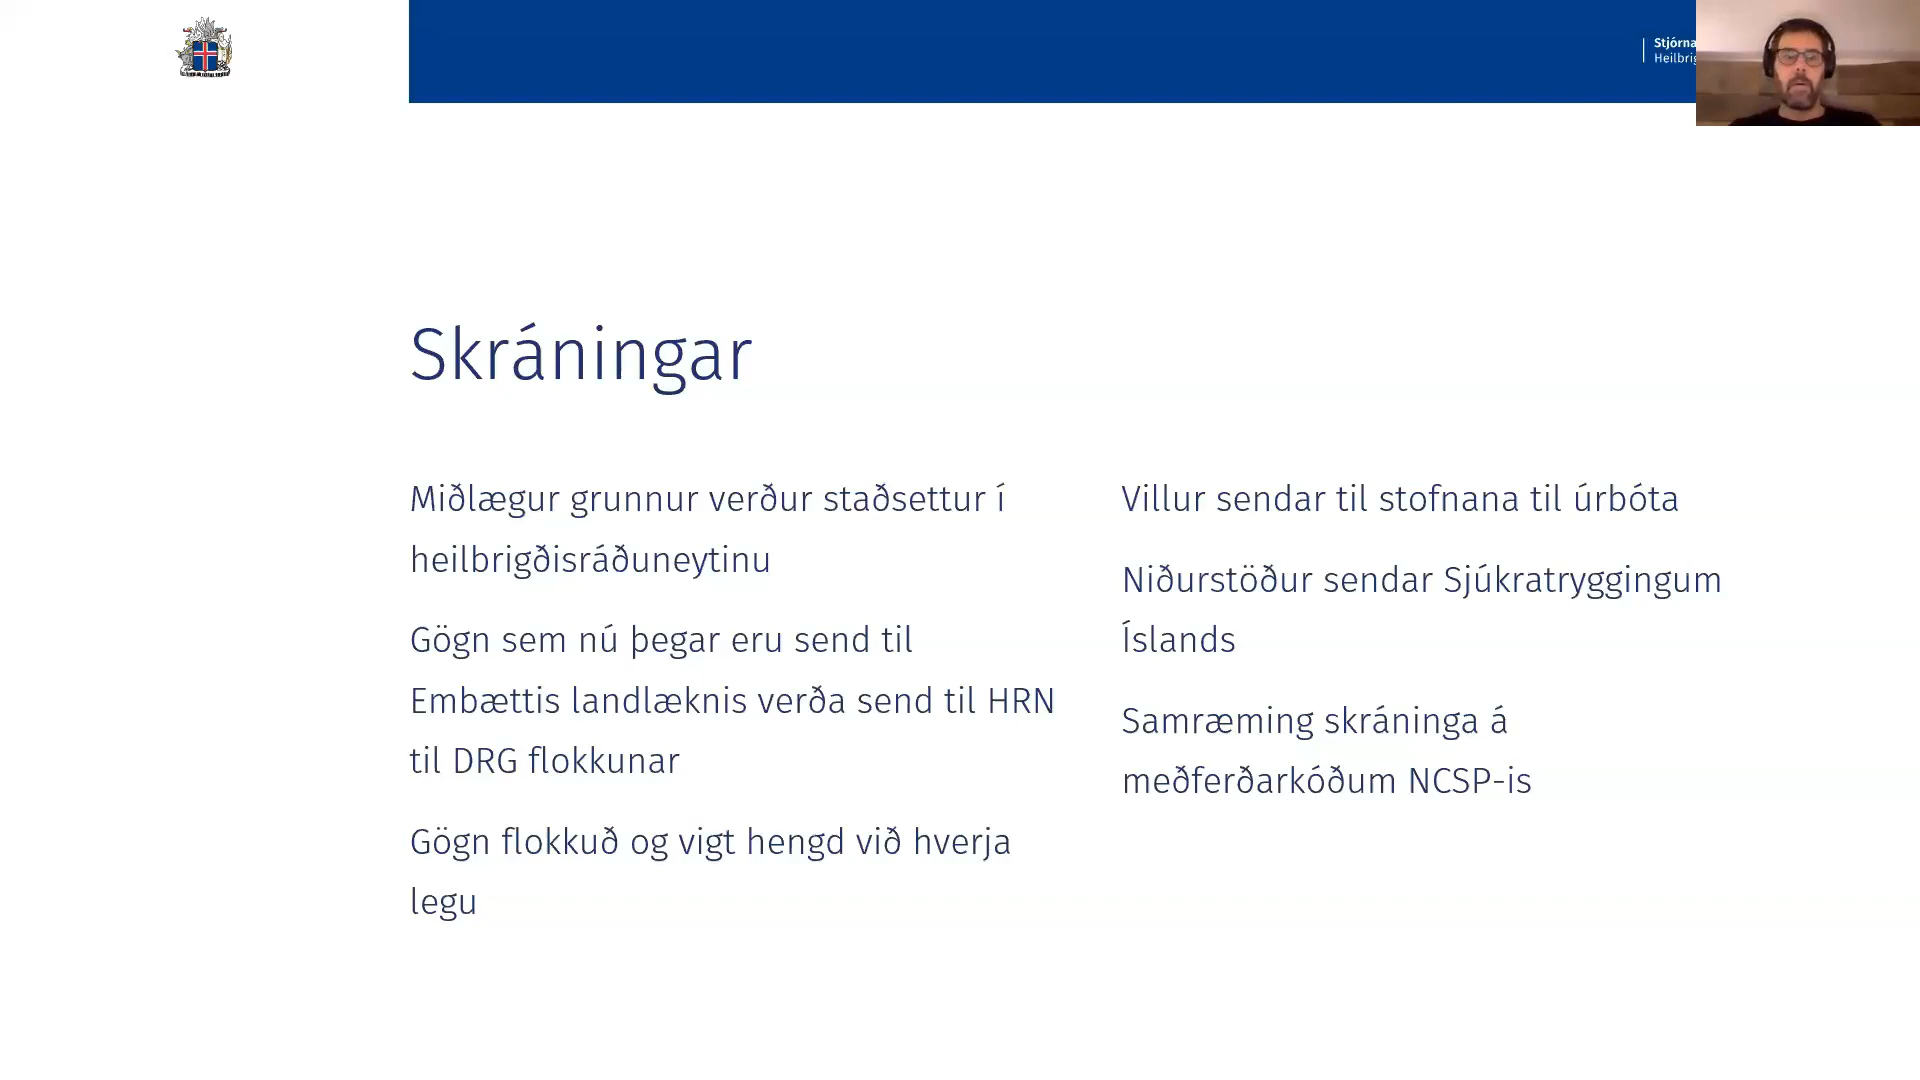 Stjórna
Heilbrig
Skráningar
Miðlægur grunnur verður staðsettur í
heilbrigðisráðuneytinu
Gögn sem nú þegar eru send til
Embættis landlæknis verða send til HRN
til DRG flokkunar
Gögn flokkuð og vigt hengd við hverja
legu
Villur sendar til stofnana til úrbóta
Niðurstöður sendar Sjúkratryggingum
Íslands
Samræming skráninga á
meðferðarkóðum NCSP-is